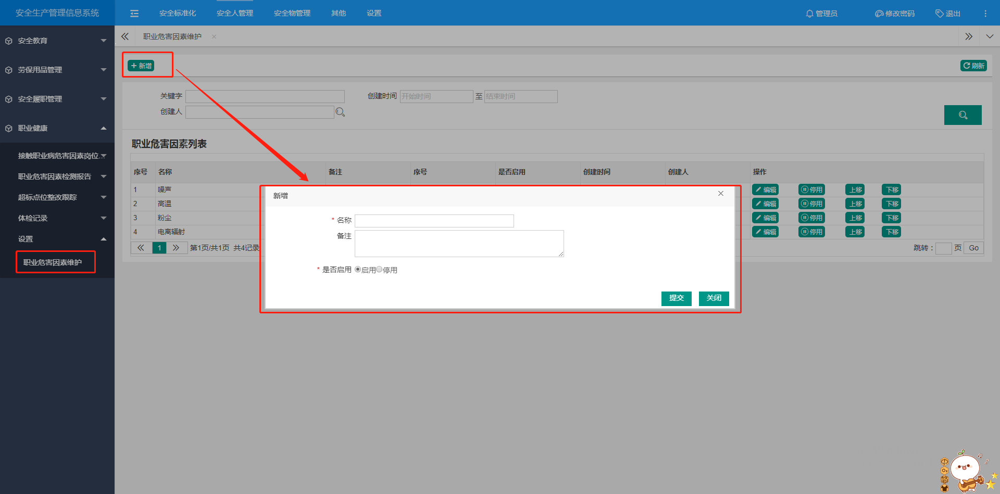 安全生产管理信息系统 安全标准化 安全人管理 安全物管理 其他 设置 管理员 修改密码 退出
安全教育
劳保用品管理
安全履职管理
职业健康
接触职业病危害因素岗位...
职业危害因素检测报告
超标点位整改跟踪
体检记录
设置
职业危害因素维护
职业危害因素维护
新增 刷新
关键字 创建时间 开始时间 至 结束时间
创建人
职业危害因素列表
序号 名称 备注 序号 是否启用 创建时间 创建人 操作
1 噪声 编辑 停用 上移 下移
2 高温 编辑 停用 上移 下移
3 粉尘 编辑 停用 上移 下移
4 电离辐射 编辑 停用 上移 下移
1 第1页/共1页 共4记录 跳转： 页 Go
新增
* 名称
备注
* 是否启用 启用 停用
提交 关闭
中
简